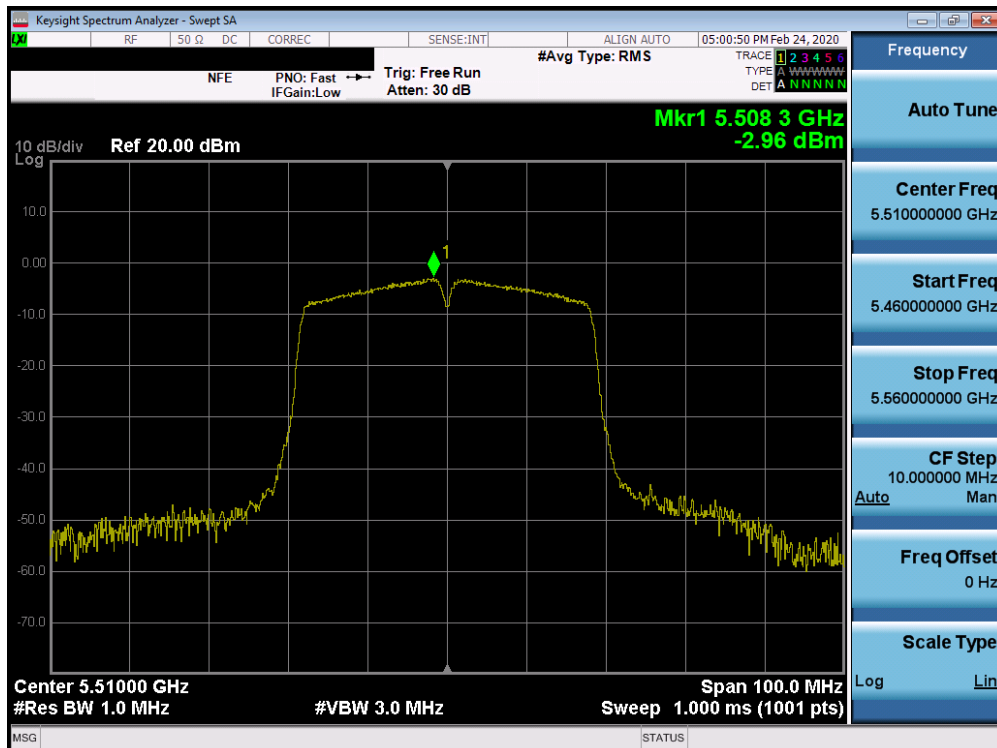 Keysight Spectrum Analyzer - Swept SA
LXI RF 50 Ω DC CORREC SENSE:INT ALIGN AUTO 05:00:50 PM Feb 24, 2020
Frequency
#Avg Type: RMS
TRACE 1 2 3 4 5 6
NFE PNO: Fast Trig: Free Run
TYPE A WWWWW
IFGain:Low Atten: 30 dB
DET A N N N N N
Auto Tune
Mkr1 5.508 3 GHz
-2.96 dBm
10 dB/div Ref 20.00 dBm
Log
10.0
0.00
-10.0
-20.0
-30.0
-40.0
-50.0
-60.0
-70.0
1
Center Freq
5.510000000 GHz
Start Freq
5.460000000 GHz
Stop Freq
5.560000000 GHz
CF Step
10.000000 MHz
Auto Man
Freq Offset
0 Hz
Scale Type
Log Lin
Center 5.51000 GHz Span 100.0 MHz
#Res BW 1.0 MHz #VBW 3.0 MHz Sweep 1.000 ms (1001 pts)
MSG STATUS